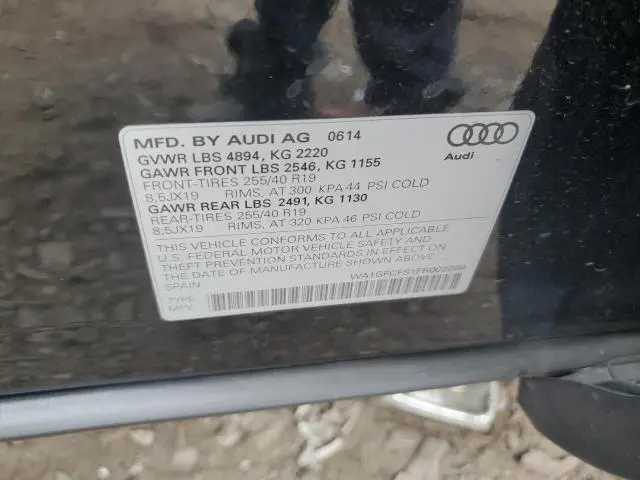 MFD. BY AUDI AG 0614
GVWR LBS 4894, KG 2220
GAWR FRONT LBS 2546, KG 1155
FRONT-TIRES 255/40 R19
8,5JX19 RIMS, AT 300 KPA 44 PSI COLD
GAWR REAR LBS 2491, KG 1130
REAR-TIRES 255/40 R19
8,5JX19 RIMS, AT 320 KPA 46 PSI COLD
THIS VEHICLE CONFORMS TO ALL APPLICABLE
U.S. FEDERAL MOTOR VEHICLE SAFETY AND
THEFT PREVENTION STANDARDS IN EFFECT ON
THE DATE OF MANUFACTURE SHOWN ABOVE.
SPAIN
TYPE:
MPV
Audi